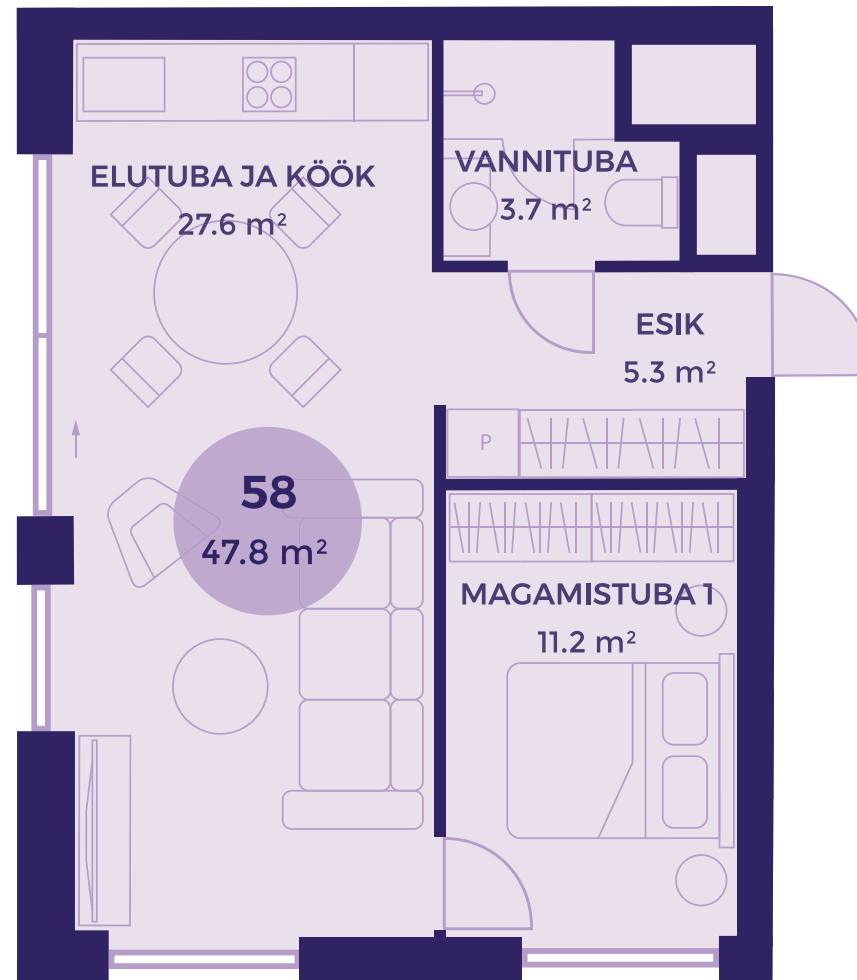 ELUTUBA JA KÖÖK
27.6 m²
VANNITUBA
3.7 m²
ESIK
5.3 m²
P
58
47.8 m²
MAGAMISTUBA 1
11.2 m²